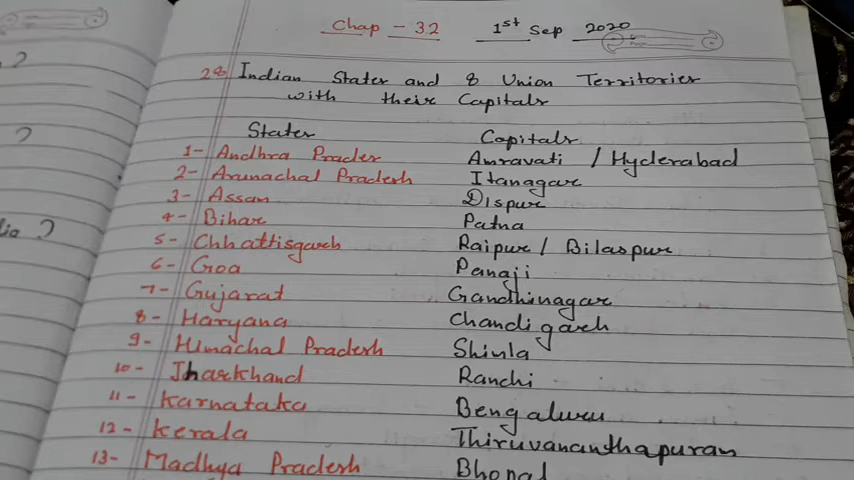 Chap - 32 1st Sep 2020
28 Indian States and 8 Union Territories
with their Capitals
States Capitals
1- Andhra Prades Amravati / Hyderabad
2- Arunachal Pradesh Itanagar
3- Assam Dispur
4- Bihar Patna
5- Chhattisgarh Raipur / Bilaspur
6- Goa Panaji
7- Gujarat Gandhinagar
8- Haryana Chandigarh
9- Himachal Pradesh Shimla
10- Jharkhand Ranchi
11- Karnataka Bengaluru
12- Kerala Thiruvananthapuram
13- Madhya Pradesh Bhopal